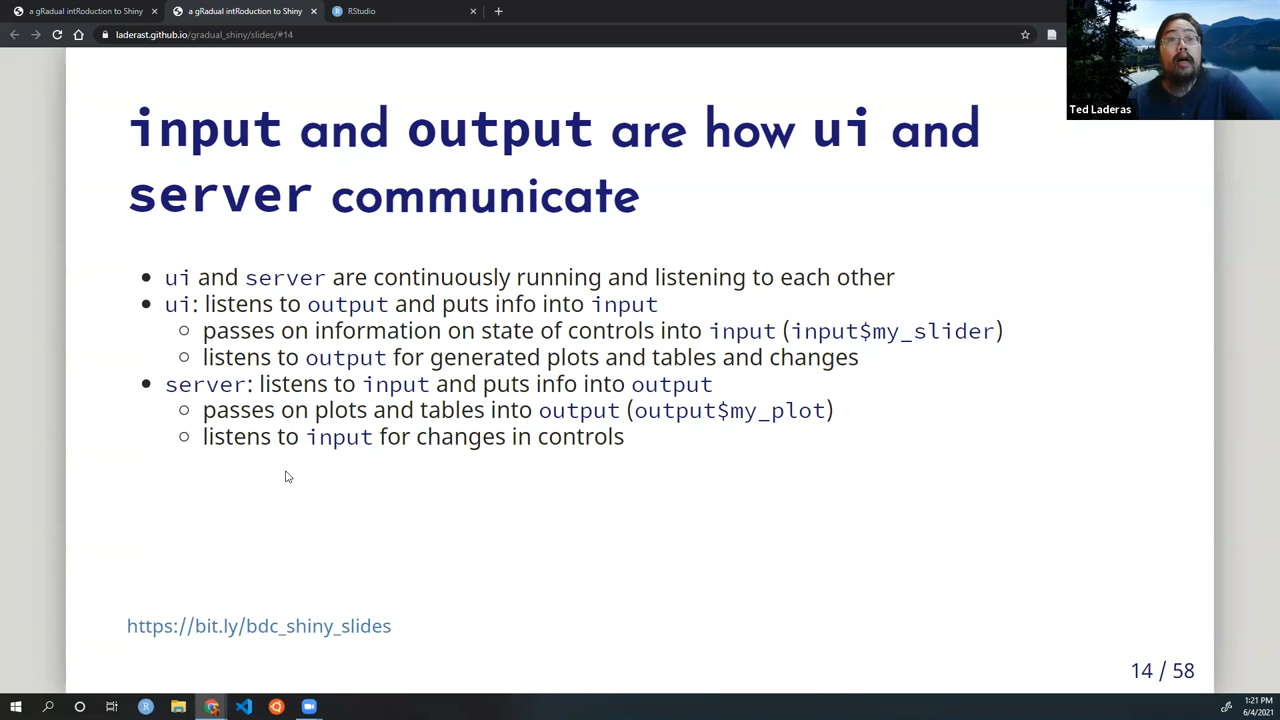 a gRadual intRoduction to Shiny
a gRadual intRoduction to Shiny
RStudio
laderast.github.io/gradual_shiny/slides/#14
Ted Laderas
input and output are how ui and
server communicate
ui and server are continuously running and listening to each other
ui: listens to output and puts info into input
passes on information on state of controls into input (input$my_slider)
listens to output for generated plots and tables and changes
server: listens to input and puts info into output
passes on plots and tables into output (output$my_plot)
listens to input for changes in controls
https://bit.ly/bdc_shiny_slides
14 / 58
1:21 PM
6/4/2021